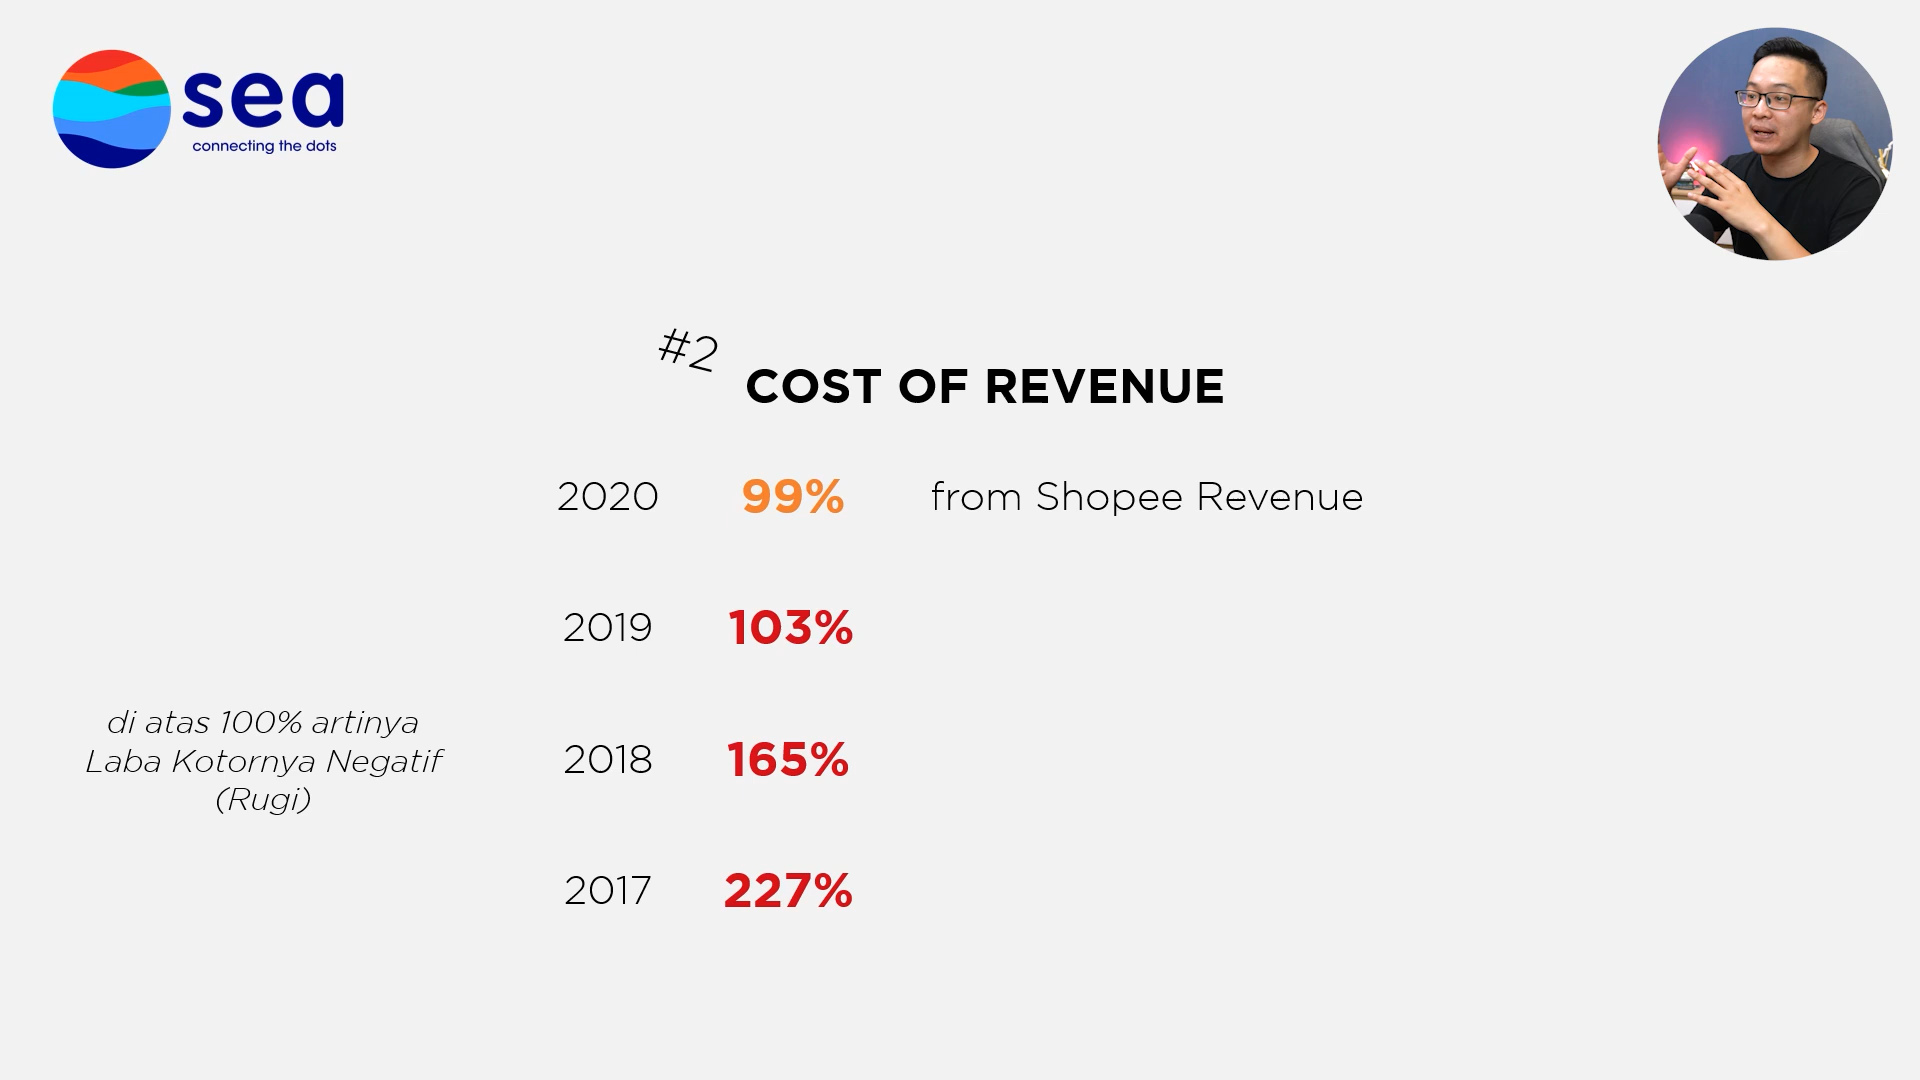 sea
connecting the dots
#2
COST OF REVENUE
2020 99% from Shopee Revenue
2019 103%
di atas 100% artinya
Laba Kotornya Negatif
(Rugi)
2018 165%
2017 227%